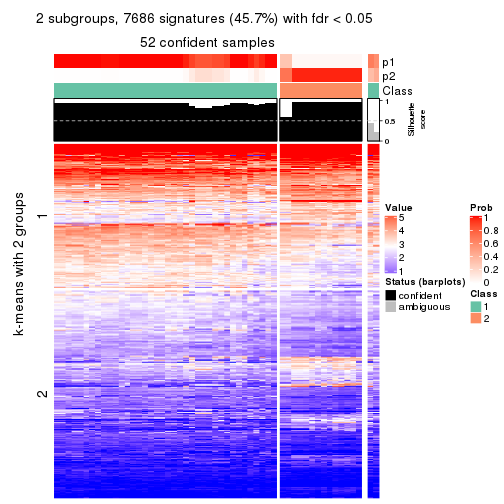 2 subgroups, 7686 signatures (45.7%) with fdr < 0.05
52 confident samples
p1
p2
Class
1
0.5
0
Silhouette
score
k-means with 2 groups
1
2
Value
5
4
3
2
1
Prob
1
0.8
0.6
0.4
0.2
0
Status (barplots)
confident
ambiguous
Class
1
2